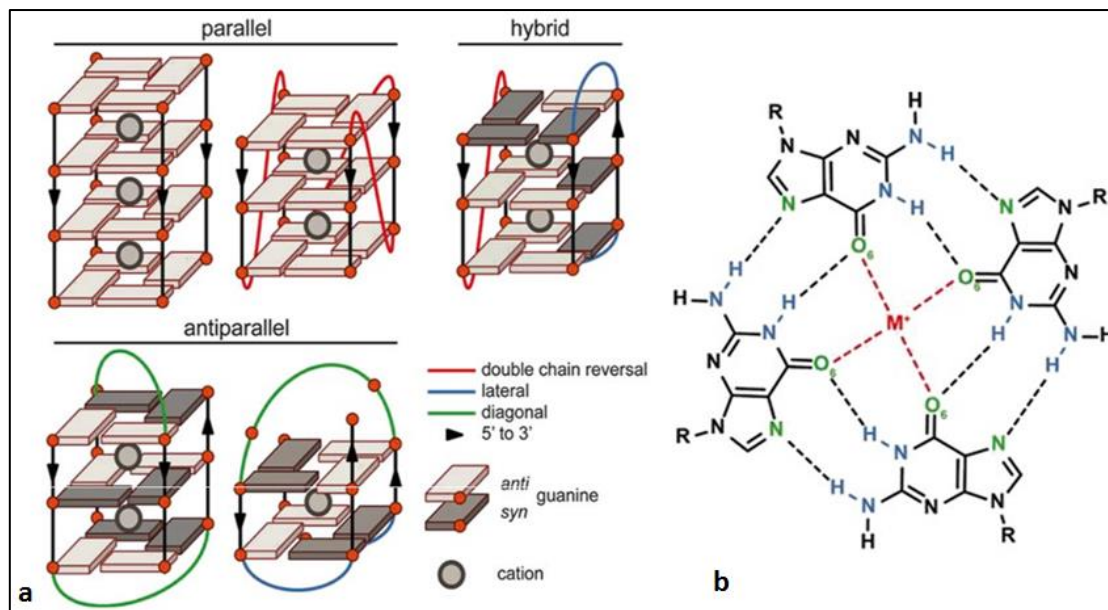 parallel
hybrid
antiparallel
double chain reversal
lateral
diagonal
5' to 3'
anti
guanine
syn
cation
a
R
N
N
N
H
H
N
N
H
O6
N
N
R
O6
N
N
H
N
H
H
H
N
H
H
N
N
O6
M+
N
N
R
O6
H
N
N
H
N
H
N
N
R
b